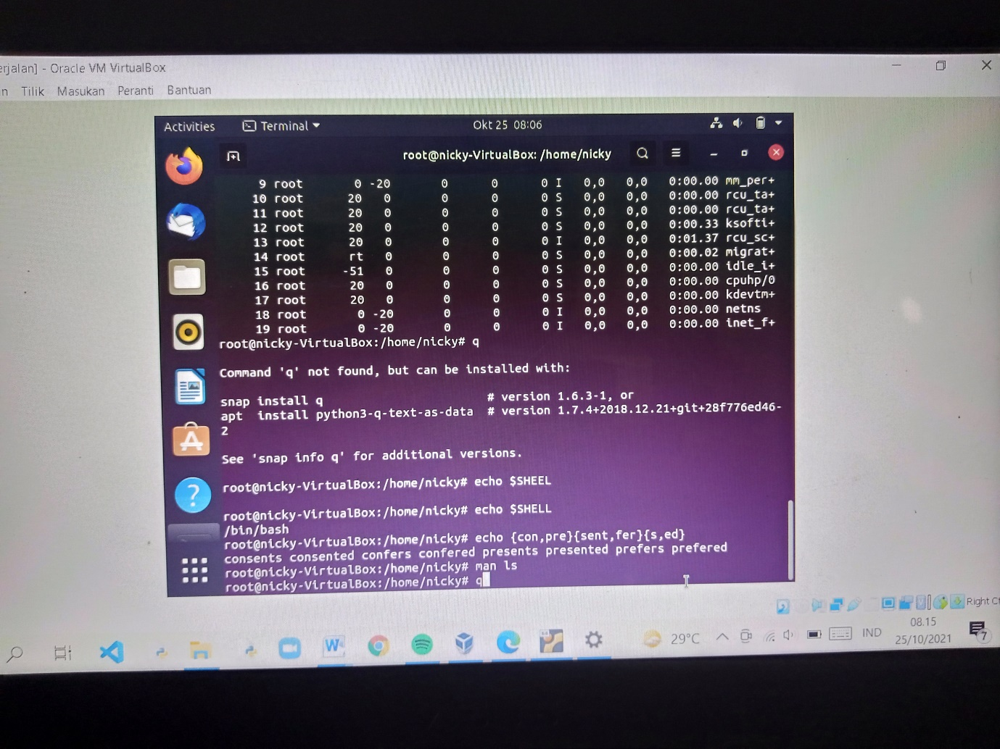 erjalan] - Oracle VM VirtualBox
n Tilik Masukan Peranti Bantuan
Activities Terminal Okt 25 08:06
root@nicky-VirtualBox: /home/nicky
9 root 0 -20 0 0 0 I 0,0 0,0 0:00.00 mm_per+
10 root 20 0 0 0 0 S 0,0 0,0 0:00.00 rcu_ta+
11 root 20 0 0 0 0 S 0,0 0,0 0:00.00 rcu_ta+
12 root 20 0 0 0 0 S 0,0 0,0 0:00.33 ksofti+
13 root 20 0 0 0 0 I 0,0 0,0 0:01.37 rcu_sc+
14 root rt 0 0 0 0 S 0,0 0,0 0:00.02 migrat+
15 root -51 0 0 0 0 S 0,0 0,0 0:00.00 idle_i+
16 root 20 0 0 0 0 S 0,0 0,0 0:00.00 cpuhp/0
17 root 20 0 0 0 0 S 0,0 0,0 0:00.00 kdevtm+
18 root 0 -20 0 0 0 I 0,0 0,0 0:00.00 netns
19 root 0 -20 0 0 0 I 0,0 0,0 0:00.00 inet_f+
root@nicky-VirtualBox:/home/nicky# q
Command 'q' not found, but can be installed with:
snap install q # version 1.6.3-1, or
apt install python3-q-text-as-data # version 1.7.4+2018.12.21+git+28f776ed46-
2
See 'snap info q' for additional versions.
root@nicky-VirtualBox:/home/nicky# echo $SHEEL
root@nicky-VirtualBox:/home/nicky# echo $SHELL
/bin/bash
root@nicky-VirtualBox:/home/nicky# echo {con,pre}{sent,fer}{s,ed}
consents consented confers confered presents presented prefers prefered
root@nicky-VirtualBox:/home/nicky# man ls
root@nicky-VirtualBox:/home/nicky# q
Right Ct
29°C IND 08.15
25/10/2021 7